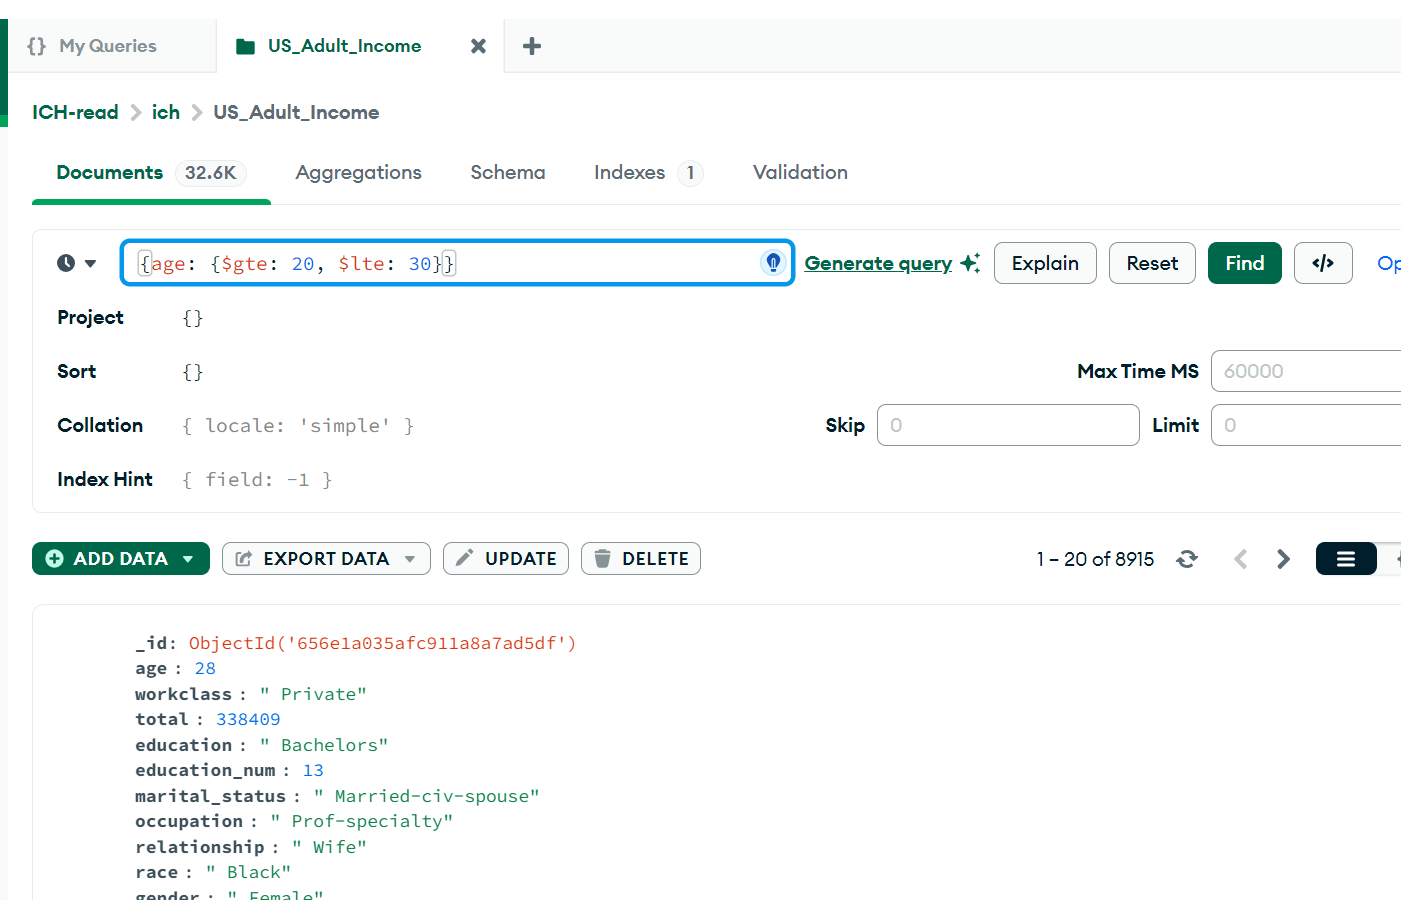 {} My Queries US_Adult_Income
ICH-read > ich > US_Adult_Income
Documents 32.6K Aggregations Schema Indexes 1 Validation
{age: {$gte: 20, $lte: 30}} Generate query Explain Reset Find </> Op
Project {}
Sort {} Max Time MS 60000
Collation { locale: 'simple' } Skip 0 Limit 0
Index Hint { field: -1 }
ADD DATA EXPORT DATA UPDATE DELETE 1 – 20 of 8915
_id: ObjectId('656e1a035afc911a8a7ad5df')
age : 28
workclass : " Private"
total : 338409
education : " Bachelors"
education_num : 13
marital_status : " Married-civ-spouse"
occupation : " Prof-specialty"
relationship : " Wife"
race : " Black"
gender : " Female"